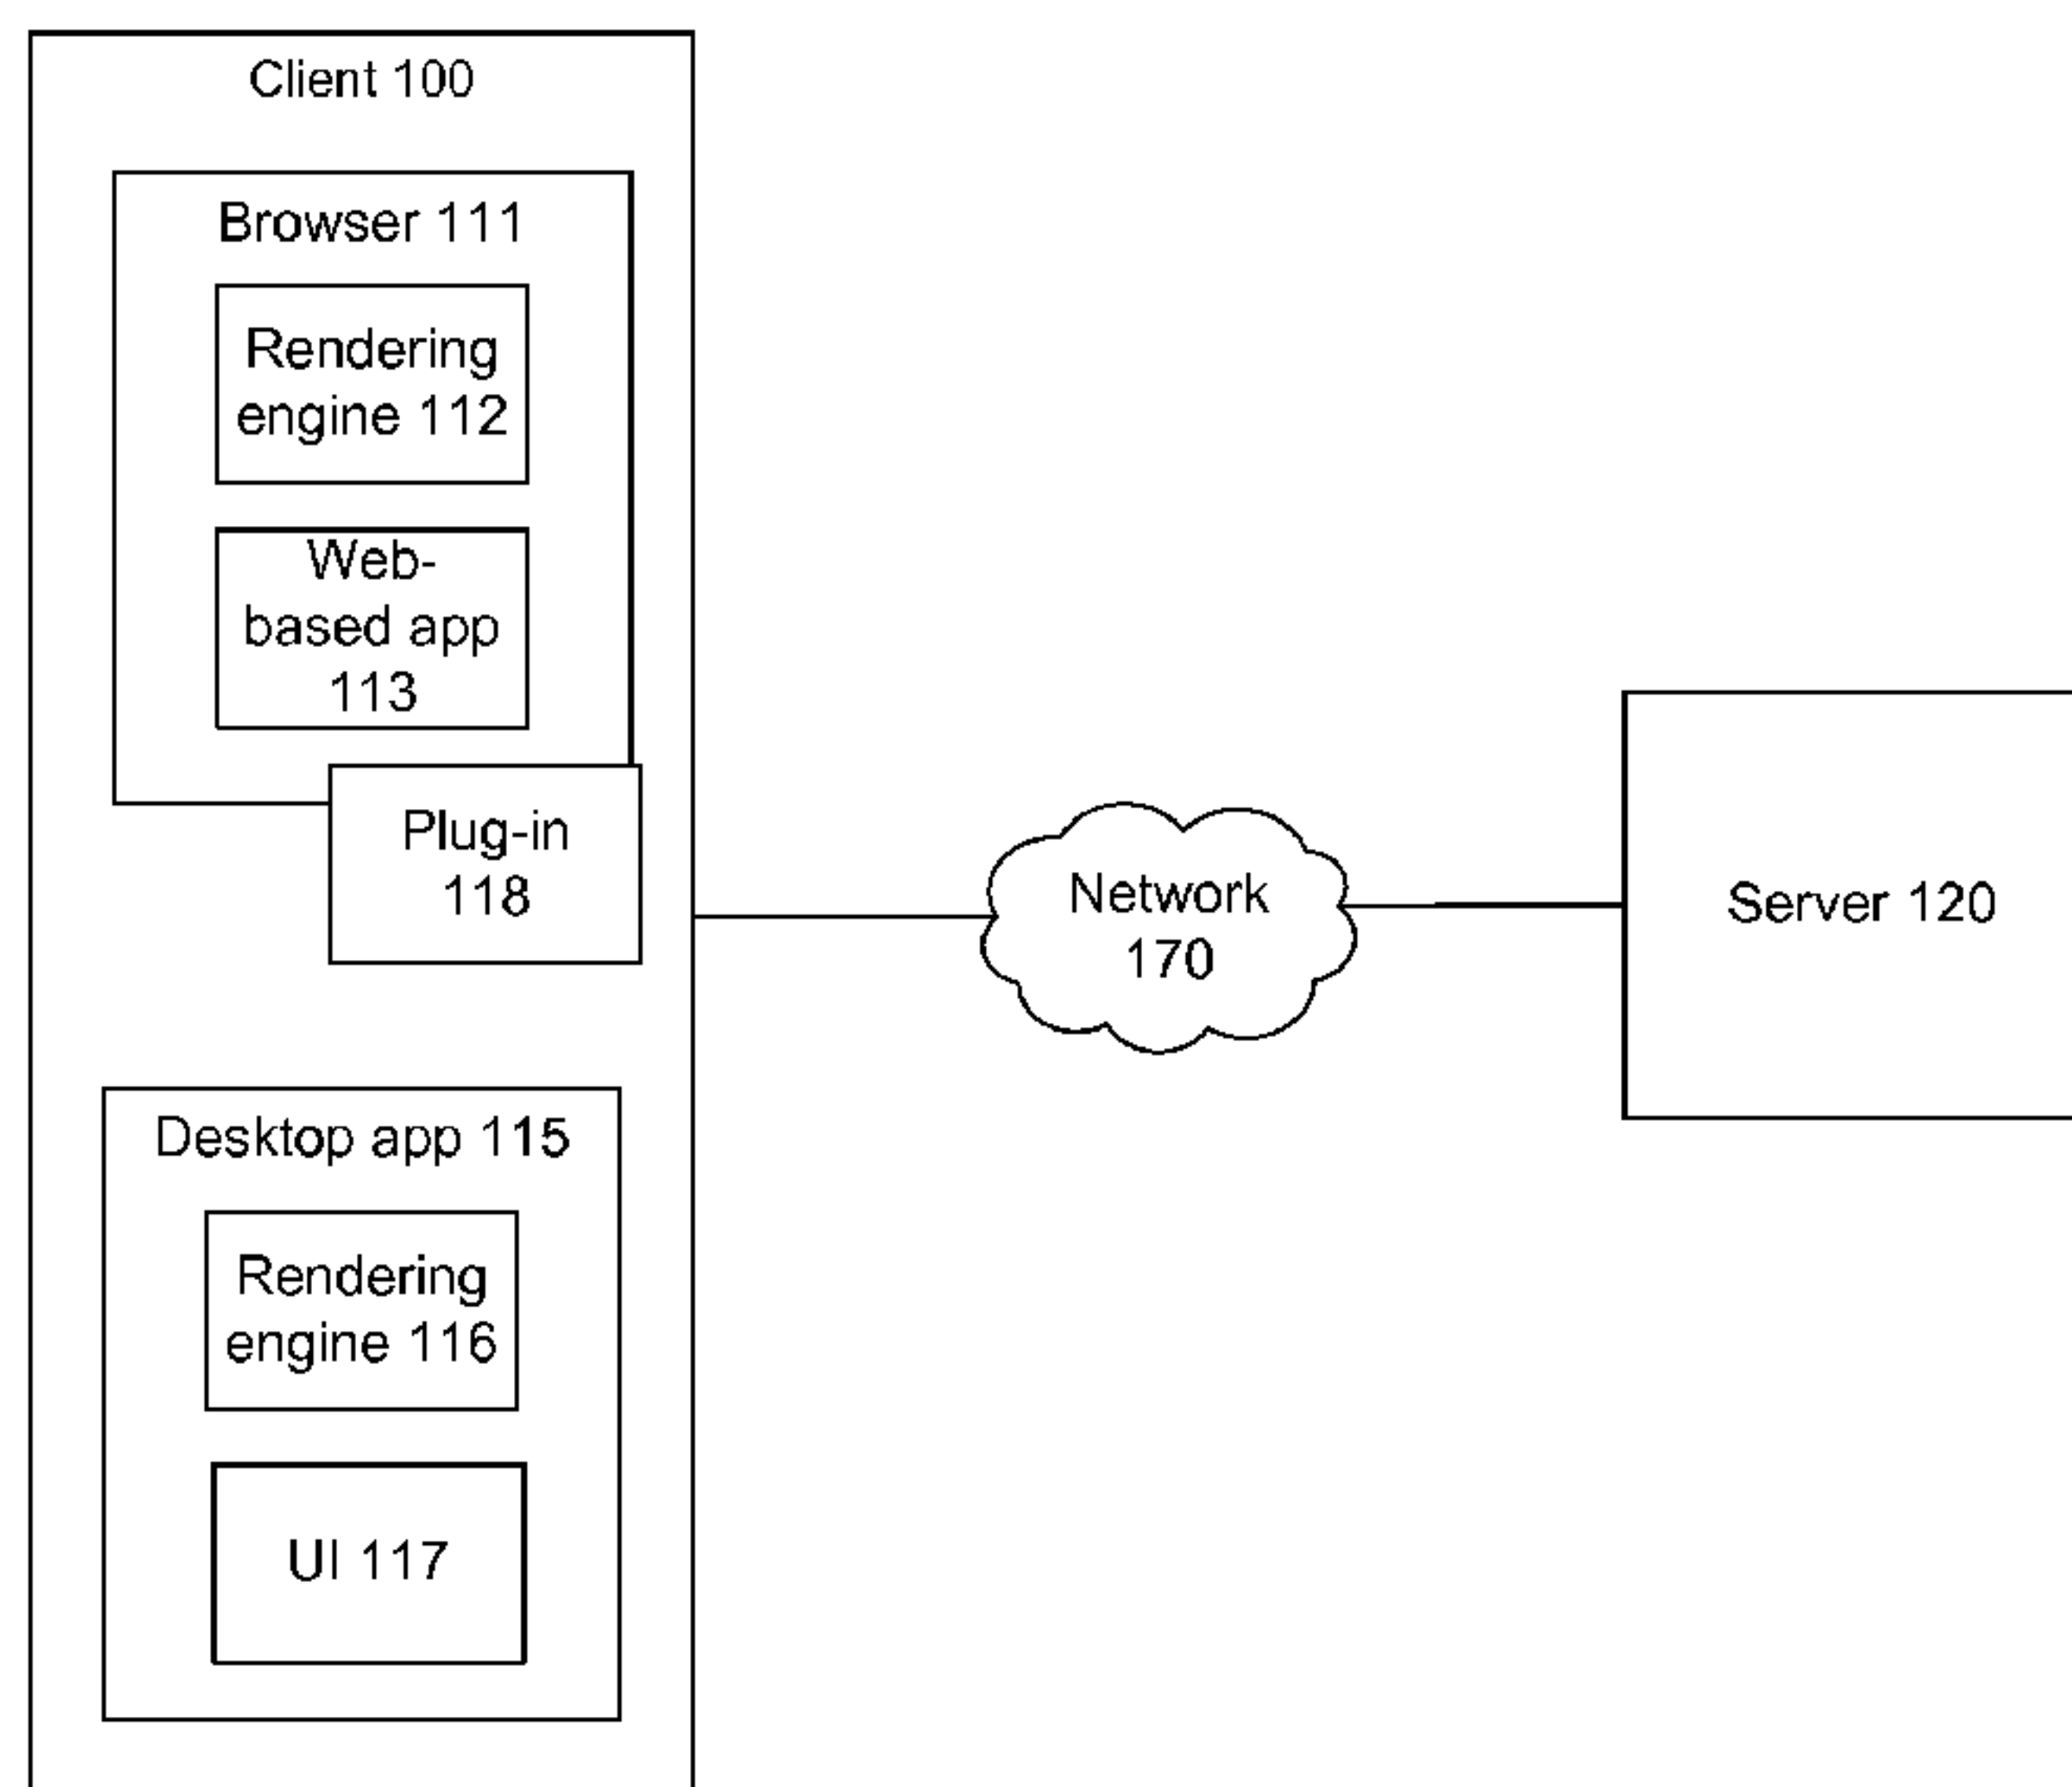 Client 100
Browser 111
Rendering
engine 112
Web-
based app
113
Plug-in
118
Desktop app 115
Rendering
engine 116
UI 117
Network
170
Server 120